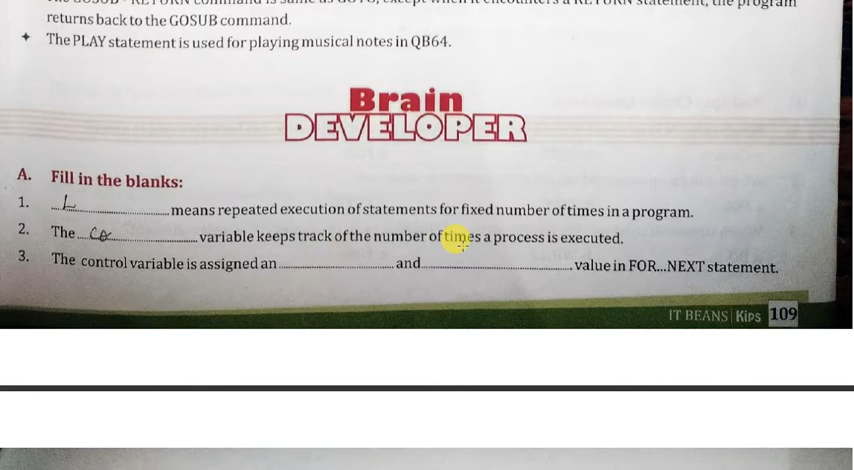 returns back to the GOSUB command.
✦ The PLAY statement is used for playing musical notes in QB64.
Brain
DEVELOPER
A. Fill in the blanks:
1. L means repeated execution of statements for fixed number of times in a program.
2. The co variable keeps track of the number of times a process is executed.
3. The control variable is assigned an and value in FOR...NEXT statement.
IT BEANS | Kips 109